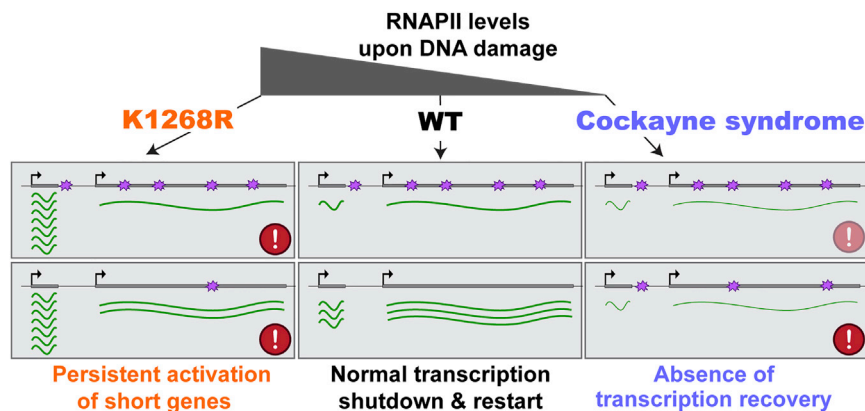 RNAPII levels
upon DNA damage
K1268R
WT
Cockayne syndrome
!
!
!
!
Persistent activation
of short genes
Normal transcription
shutdown & restart
Absence of
transcription recovery